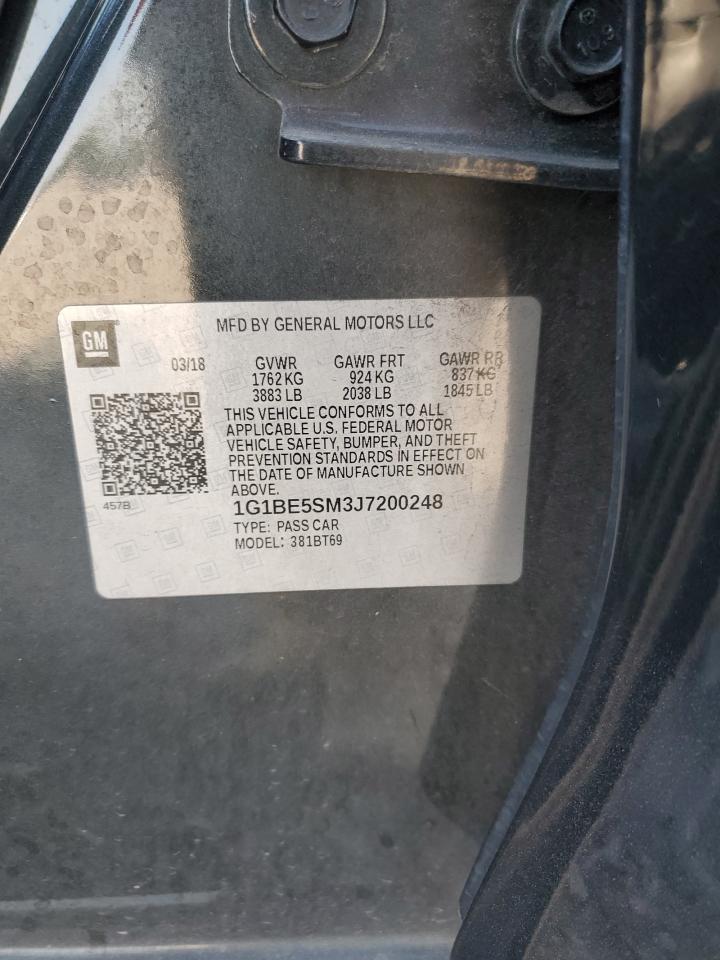 10.9
GM
MFD BY GENERAL MOTORS LLC
03/18 GVWR GAWR FRT GAWR RR
1762 KG 924 KG 837 KG
3883 LB 2038 LB 1845 LB
THIS VEHICLE CONFORMS TO ALL
APPLICABLE U.S. FEDERAL MOTOR
VEHICLE SAFETY, BUMPER, AND THEFT
PREVENTION STANDARDS IN EFFECT ON
THE DATE OF MANUFACTURE SHOWN
ABOVE.
457B
1G1BE5SM3J7200248
TYPE: PASS CAR
MODEL: 381BT69